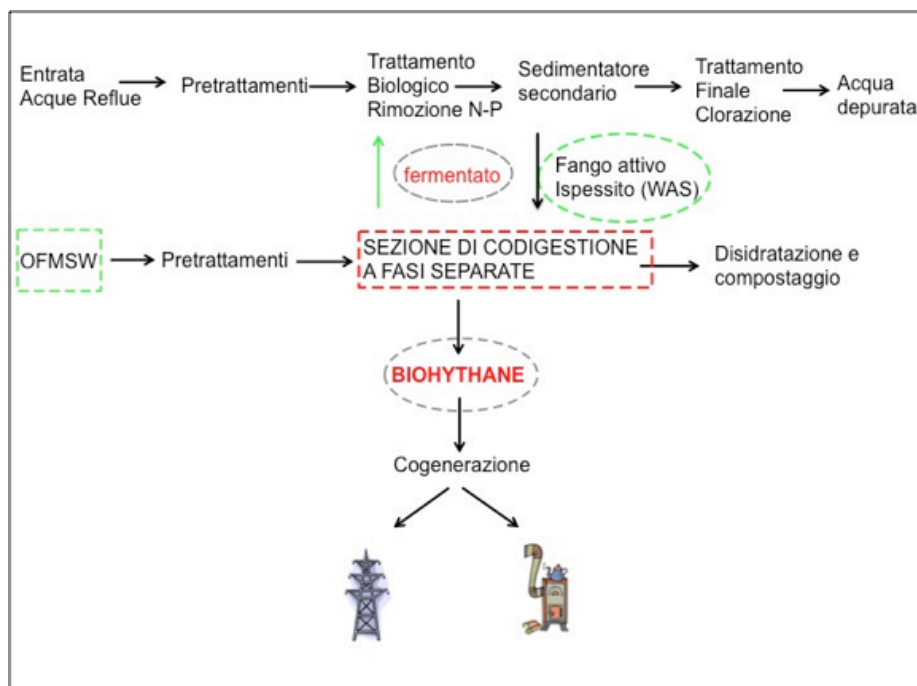 Entrata
Acque Reflue
Pretrattamenti
Trattamento
Biologico
Rimozione N-P
Sedimentatore
secondario
Trattamento
Finale
Clorazione
Acqua
depurata
fermentato
Fango attivo
Ispessito (WAS)
OFMSW
Pretrattamenti
SEZIONE DI CODIGESTIONE
A FASI SEPARATE
Disidratazione e
compostaggio
BIOHYTHANE
Cogenerazione